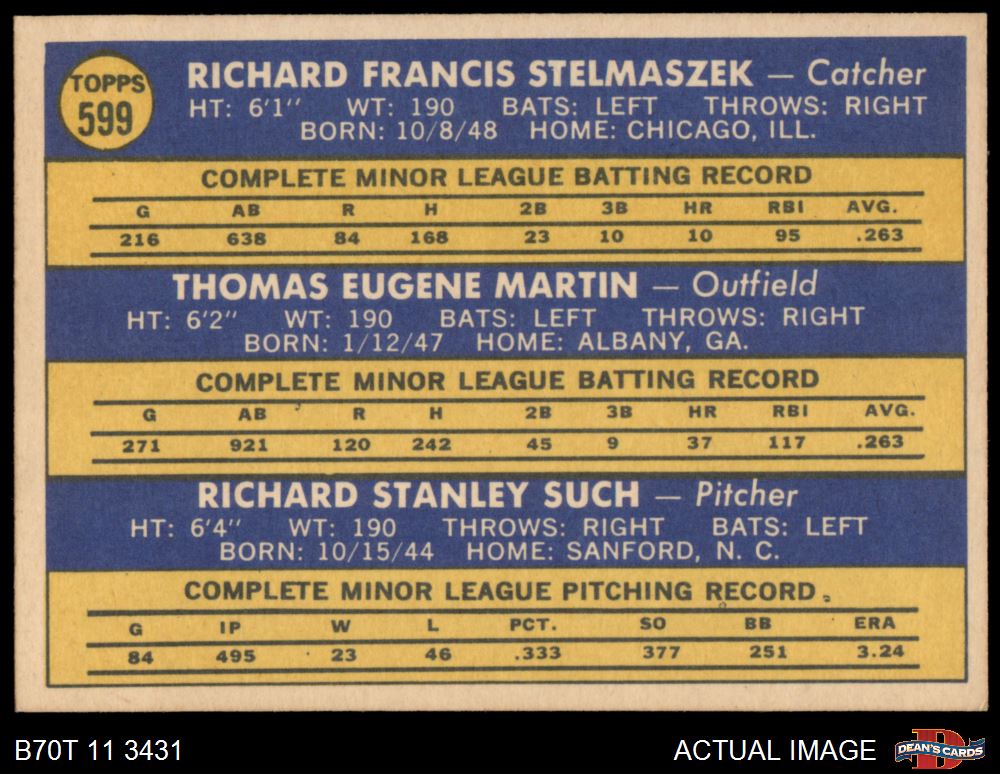 TOPPS
599
RICHARD FRANCIS STELMASZEK — Catcher
HT: 6'1" WT: 190 BATS: LEFT THROWS: RIGHT
BORN: 10/8/48 HOME: CHICAGO, ILL.
COMPLETE MINOR LEAGUE BATTING RECORD
G AB R H 2B 3B HR RBI AVG.
216 638 84 168 23 10 10 95 .263
THOMAS EUGENE MARTIN — Outfield
HT: 6'2" WT: 190 BATS: LEFT THROWS: RIGHT
BORN: 1/12/47 HOME: ALBANY, GA.
COMPLETE MINOR LEAGUE BATTING RECORD
G AB R H 2B 3B HR RBI AVG.
271 921 120 242 45 9 37 117 .263
RICHARD STANLEY SUCH — Pitcher
HT: 6'4" WT: 190 THROWS: RIGHT BATS: LEFT
BORN: 10/15/44 HOME: SANFORD, N. C.
COMPLETE MINOR LEAGUE PITCHING RECORD
G IP W L PCT. SO BB ERA
84 495 23 46 .333 377 251 3.24
B70T 11 3431 ACTUAL IMAGE D DEAN'S CARDS